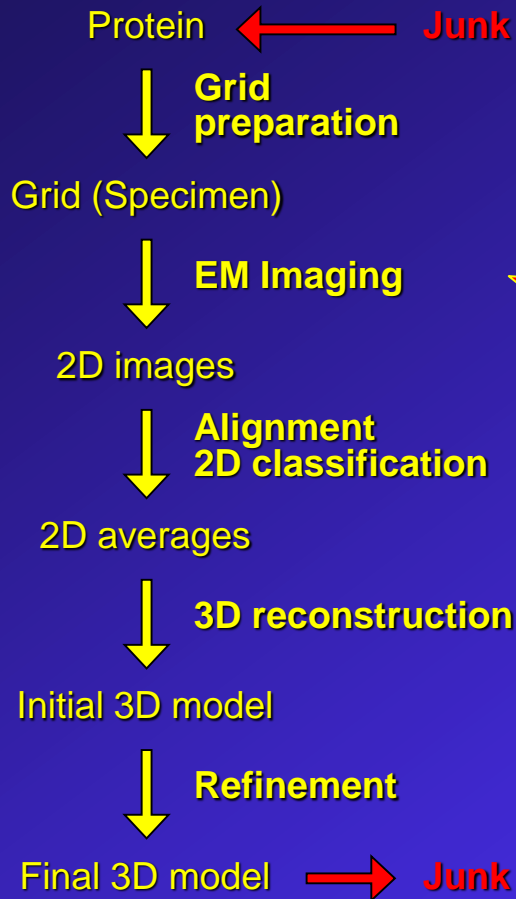 Protein Junk
Grid
preparation
Grid (Specimen)
EM Imaging
2D images
Alignment
2D classification
2D averages
3D reconstruction
Initial 3D model
Refinement
Final 3D model Junk